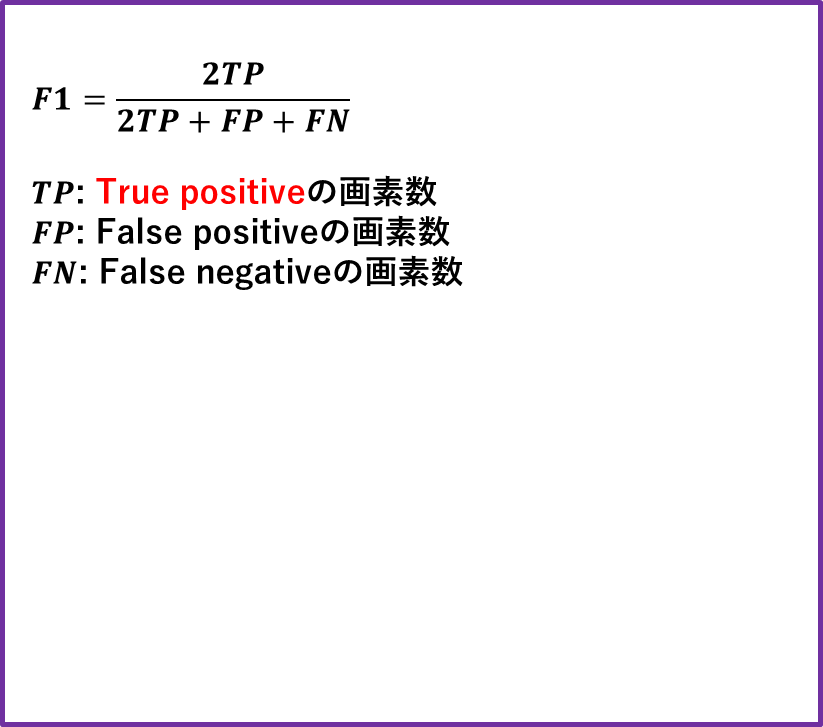 F1 = 2TP / 2TP + FP + FN
TP: True positiveの画素数
FP: False positiveの画素数
FN: False negativeの画素数